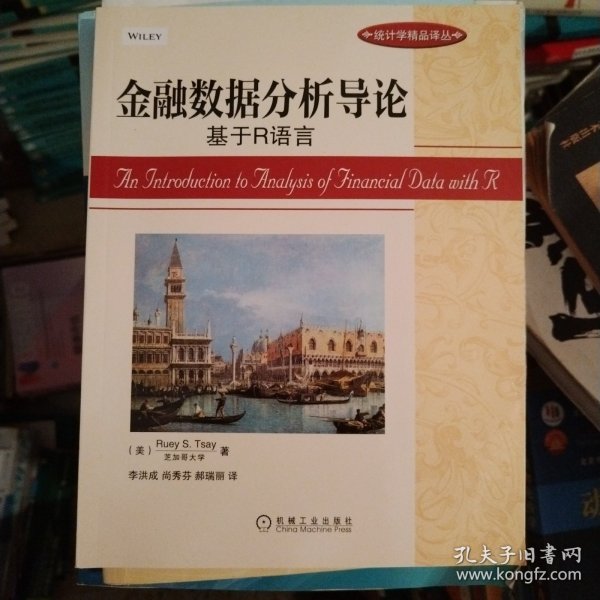 WILEY
统计学精品译丛
金融数据分析导论
基于R语言
An Introduction to Analysis of Financial Data with R
(美) Ruey S. Tsay 著
芝加哥大学
李洪成 尚秀芬 郝瑞丽 译
机械工业出版社
China Machine Press
孔夫子旧书网
www.kongfz.com